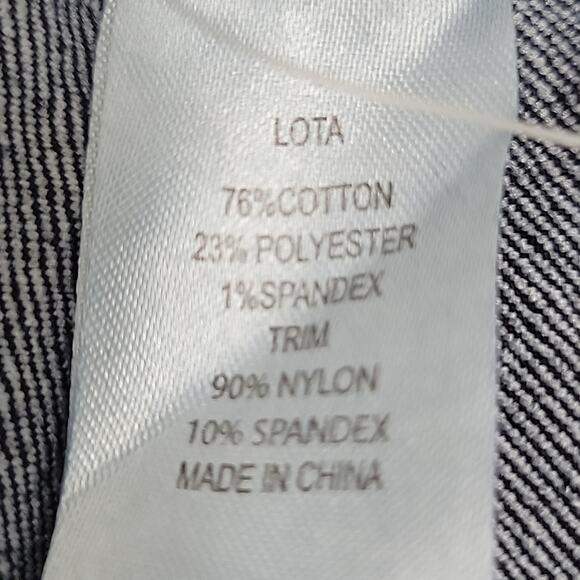 LOTA
76%COTTON
23% POLYESTER
1%SPANDEX
TRIM
90% NYLON
10% SPANDEX
MADE IN CHINA